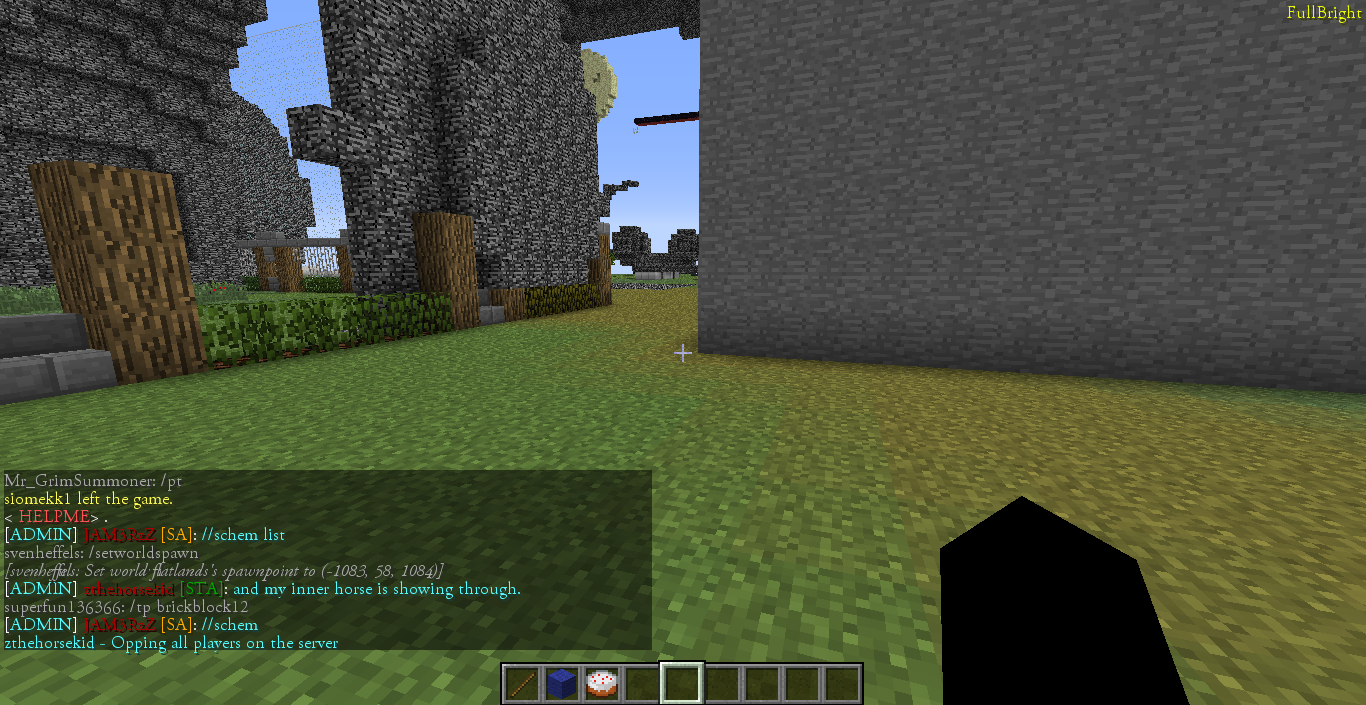 FullBright
Mr_GrimSummoner: /pt
siomekk1 left the game.
< HELPME> .
[ADMIN] JAM3RzZ [SA]: //schem list
svenheffels: /setworldspawn
[svenheffels: Set world flatlands's spawnpoint to (-1083, 58, 1084)]
[ADMIN] zthehorsekid [STA]: and my inner horse is showing through.
superfun136366: /tp brickblock12
[ADMIN] JAM3RzZ [SA]: //schem
zthehorsekid - Opping all players on the server